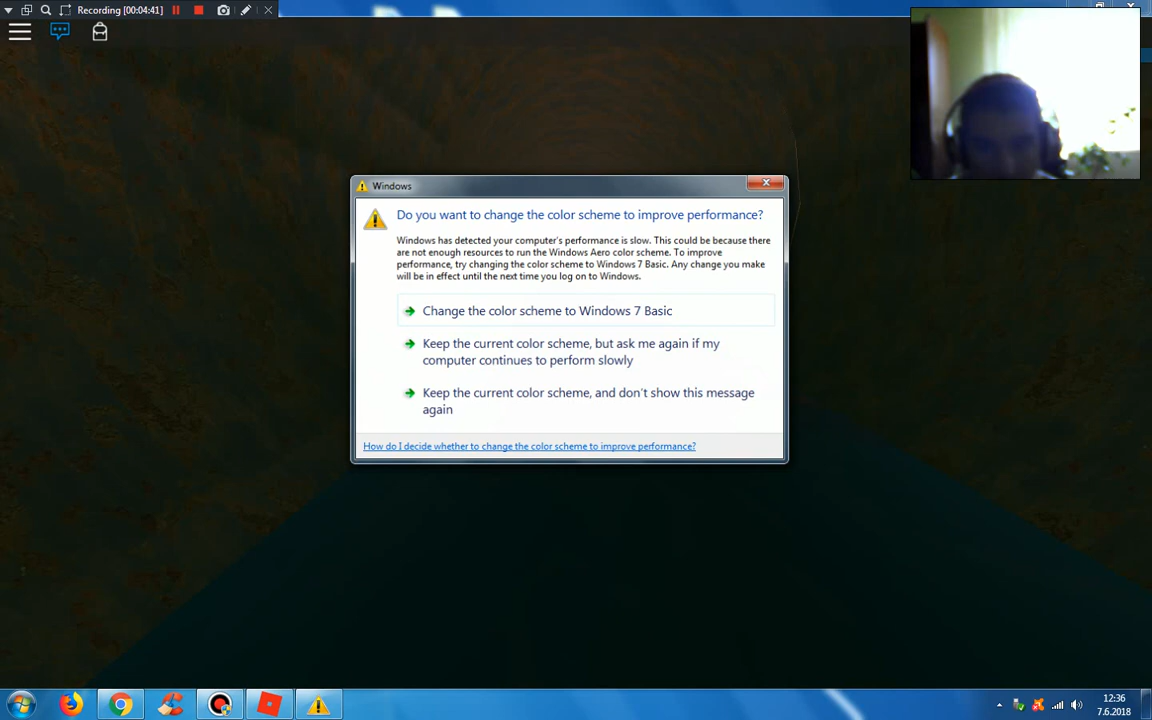 Recording [00:04:41]
Windows
Do you want to change the color scheme to improve performance?
Windows has detected your computer's performance is slow. This could be because there
are not enough resources to run the Windows Aero color scheme. To improve
performance, try changing the color scheme to Windows 7 Basic. Any change you make
will be in effect until the next time you log on to Windows.
Change the color scheme to Windows 7 Basic
Keep the current color scheme, but ask me again if my
computer continues to perform slowly
Keep the current color scheme, and don't show this message
again
How do I decide whether to change the color scheme to improve performance?
12:36
7.6.2018